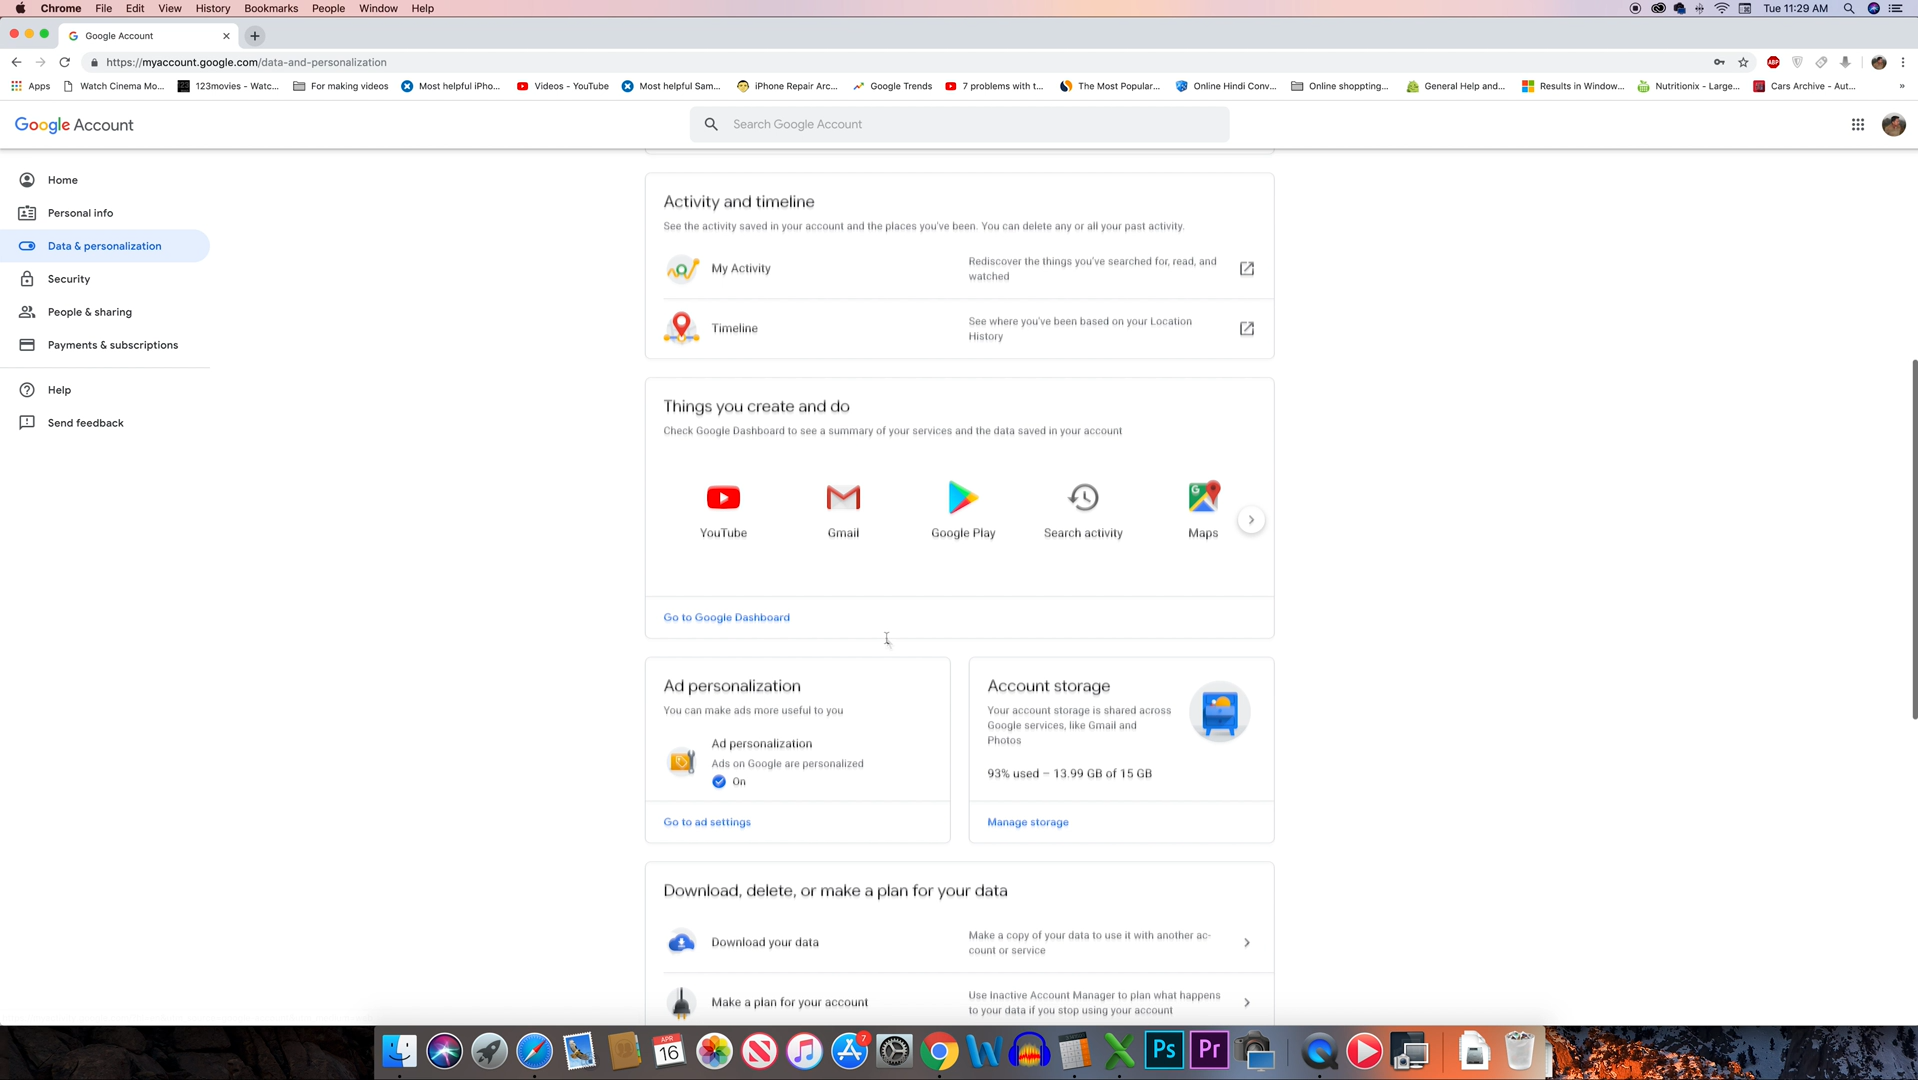 Chrome File Edit View History Bookmarks People Window Help Tue 11:29 AM
Google Account
https://myaccount.google.com/data-and-personalization ABP
Apps Watch Cinema Mo... 123movies - Watc... For making videos Most helpful iPho... Videos - YouTube Most helpful Sam... iPhone Repair Arc... Google Trends 7 problems with t... The Most Popular... Online Hindi Conv... Online shoppting... General Help and... Results in Window... Nutritionix - Large... Cars Archive - Aut... »
Google Account
Search Google Account
Home
Personal info
Data & personalization
Security
People & sharing
Payments & subscriptions
Help
Send feedback
Activity and timeline
See the activity saved in your account and the places you've been. You can delete any or all your past activity.
My Activity
Rediscover the things you've searched for, read, and
watched
Timeline
See where you've been based on your Location
History
Things you create and do
Check Google Dashboard to see a summary of your services and the data saved in your account
YouTube Gmail Google Play Search activity Maps
Go to Google Dashboard
Ad personalization
You can make ads more useful to you
Ad personalization
Ads on Google are personalized
On
Go to ad settings
Account storage
Your account storage is shared across
Google services, like Gmail and
Photos
93% used – 13.99 GB of 15 GB
Manage storage
Download, delete, or make a plan for your data
Download your data
Make a copy of your data to use it with another ac-
count or service
Make a plan for your account
Use Inactive Account Manager to plan what happens
to your data if you stop using your account
APR
16
7
Ps
Pr